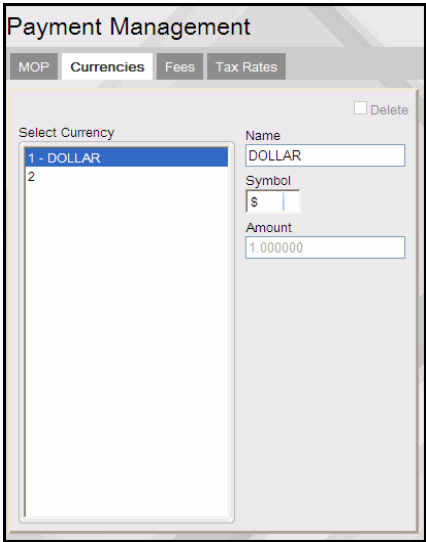 Payment Management
MOP Currencies Fees Tax Rates
Delete
Select Currency
1 - DOLLAR
2
Name
DOLLAR
Symbol
$
Amount
1.000000